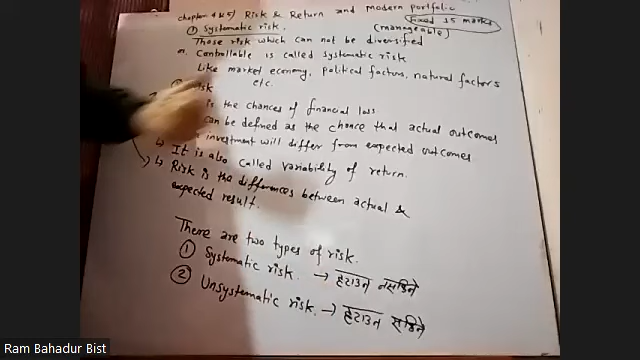 chapter 4 & 5) Risk & Return and modern portfolio
Fixed 15 marks
① Systematic risk. (manageable)
Those risk which can not be diversified
or. Controllable is called systematic risk
Like market economy, political factors, natural factors
etc.
Risk
is the chances of financial loss.
can be defined as the chance that actual outcomes
investment will differ from expected outcomes.
↳ It is also called variability of return.
↳ Risk is the differences between actual &
expected result.
There are two types of risk.
① Systematic risk. → हटाउन नसकिने
② Unsystematic risk. → हटाउन सकिने
Ram Bahadur Bist